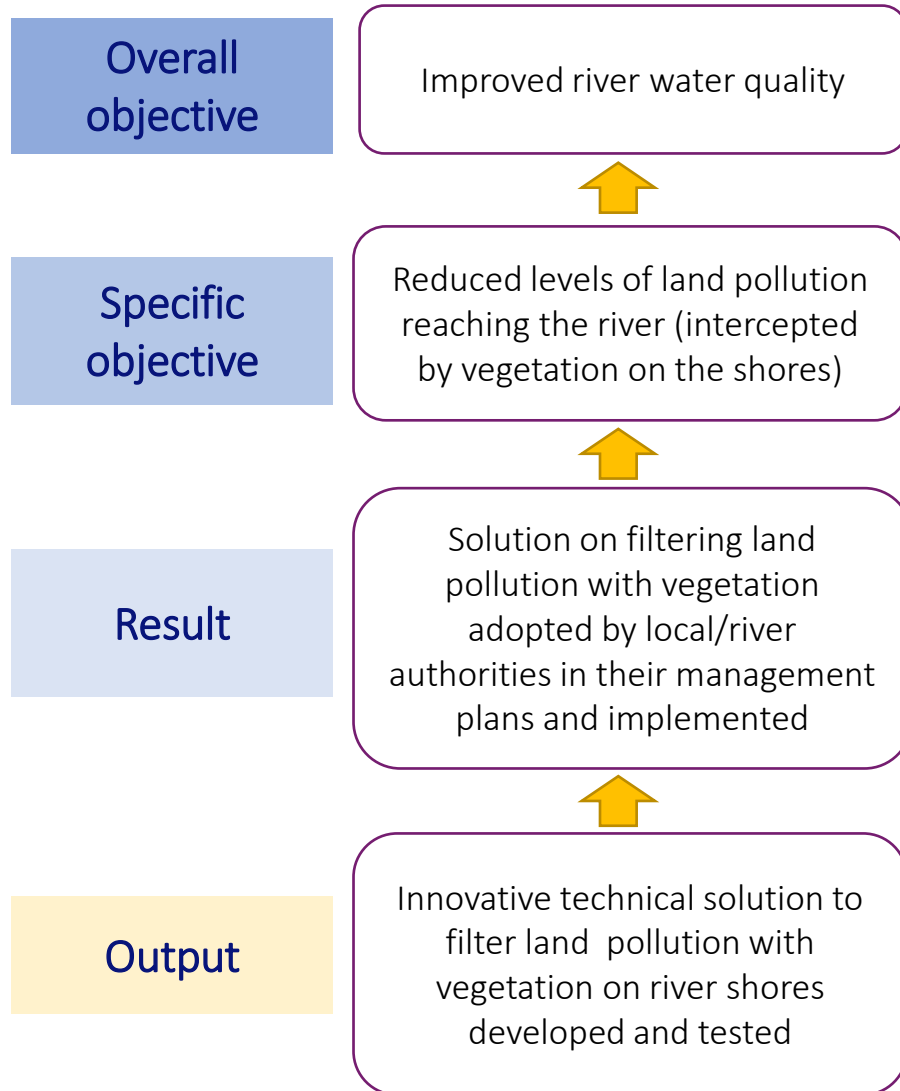 Overall
objective
Improved river water quality
Specific
objective
Reduced levels of land pollution
reaching the river (intercepted
by vegetation on the shores)
Result
Solution on filtering land
pollution with vegetation
adopted by local/river
authorities in their management
plans and implemented
Output
Innovative technical solution to
filter land  pollution with
vegetation on river shores
developed and tested